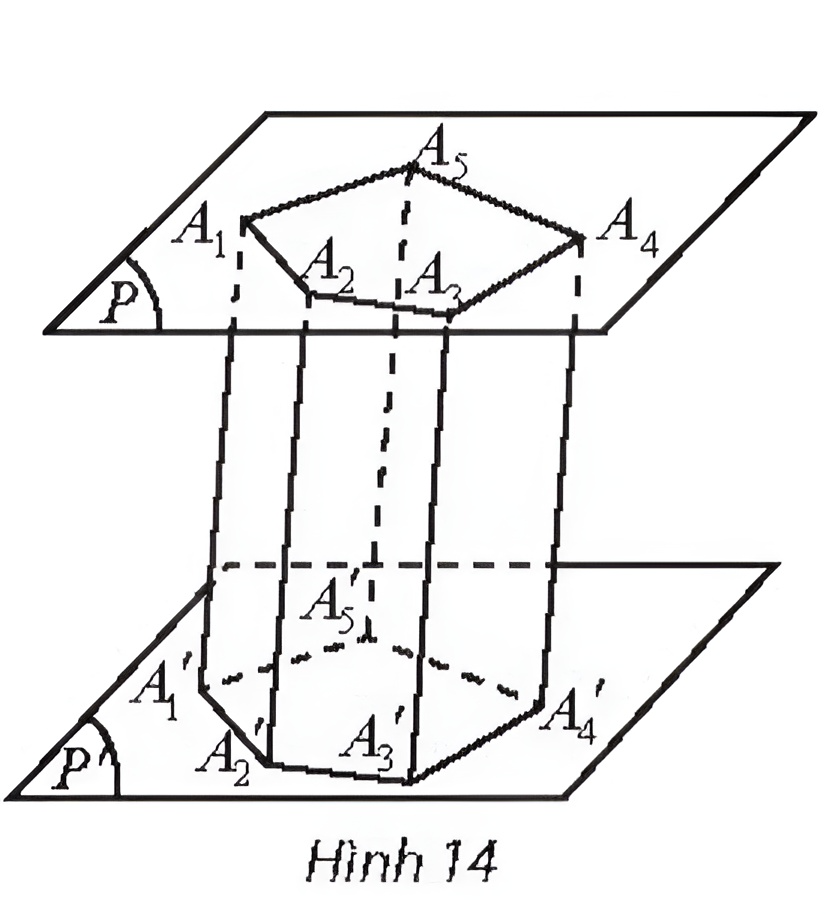 A₅
A₁
A₄
A₂
A₃
P
A₅′
A₁′
A₄′
A₂′
A₃′
P′
Hình 14